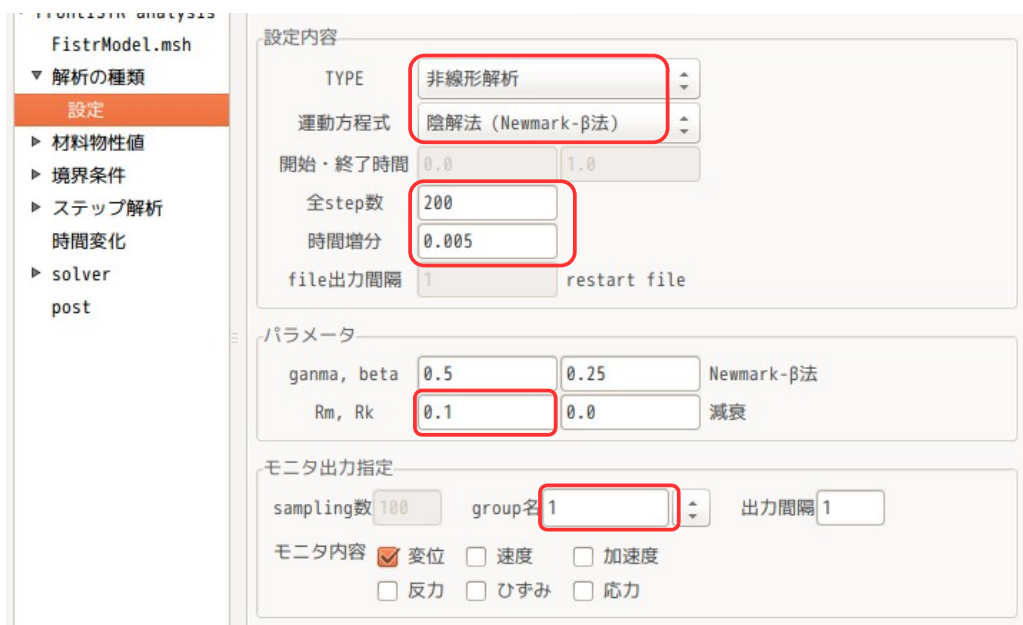 FrontISTR analysis
FistrModel.msh
解析の種類
設定
材料物性値
境界条件
ステップ解析
時間変化
solver
post
設定内容
TYPE 非線形解析
運動方程式 陰解法 (Newmark-β法)
開始・終了時間 0.0 1.0
全step数 200
時間増分 0.005
file出力間隔 1 restart file
パラメータ
ganma, beta 0.5 0.25 Newmark-β法
Rm, Rk 0.1 0.0 減衰
モニタ出力指定
sampling数 100 group名 1 出力間隔 1
モニタ内容 変位 速度 加速度
反力 ひずみ 応力